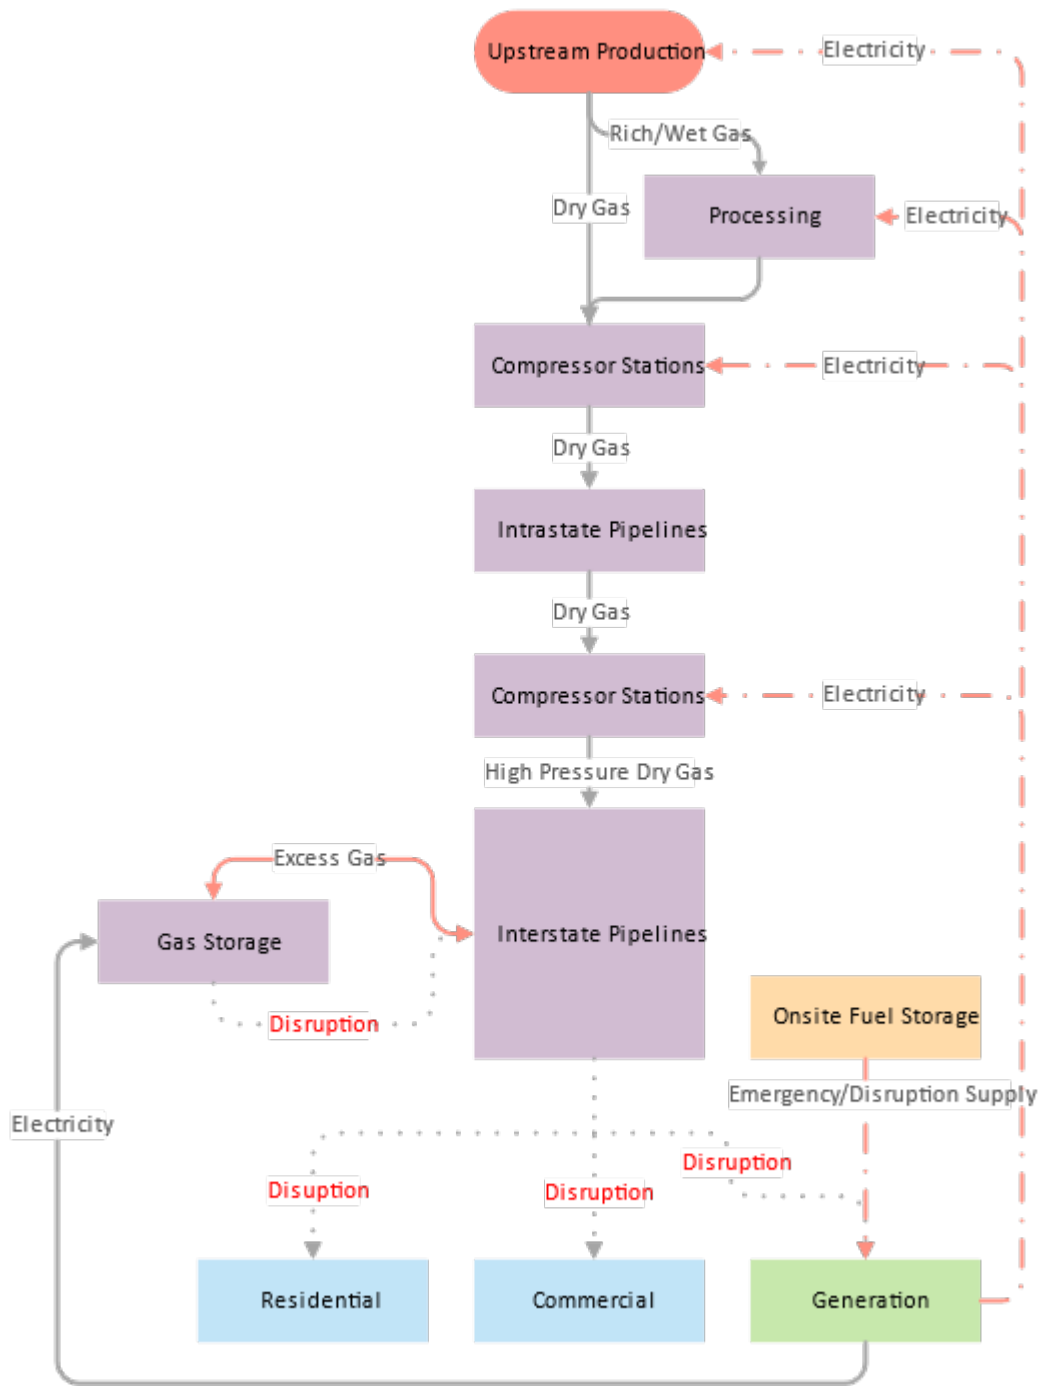 Upstream Production
Electricity
Rich/Wet Gas
Dry Gas
Processing
Electricity
Compressor Stations
Electricity
Dry Gas
Intrastate Pipelines
Dry Gas
Compressor Stations
Electricity
High Pressure Dry Gas
Excess Gas
Gas Storage
Interstate Pipelines
Disruption
Onsite Fuel Storage
Emergency/Disruption Supply
Electricity
Disruption
Disuption
Disruption
Residential
Commercial
Generation